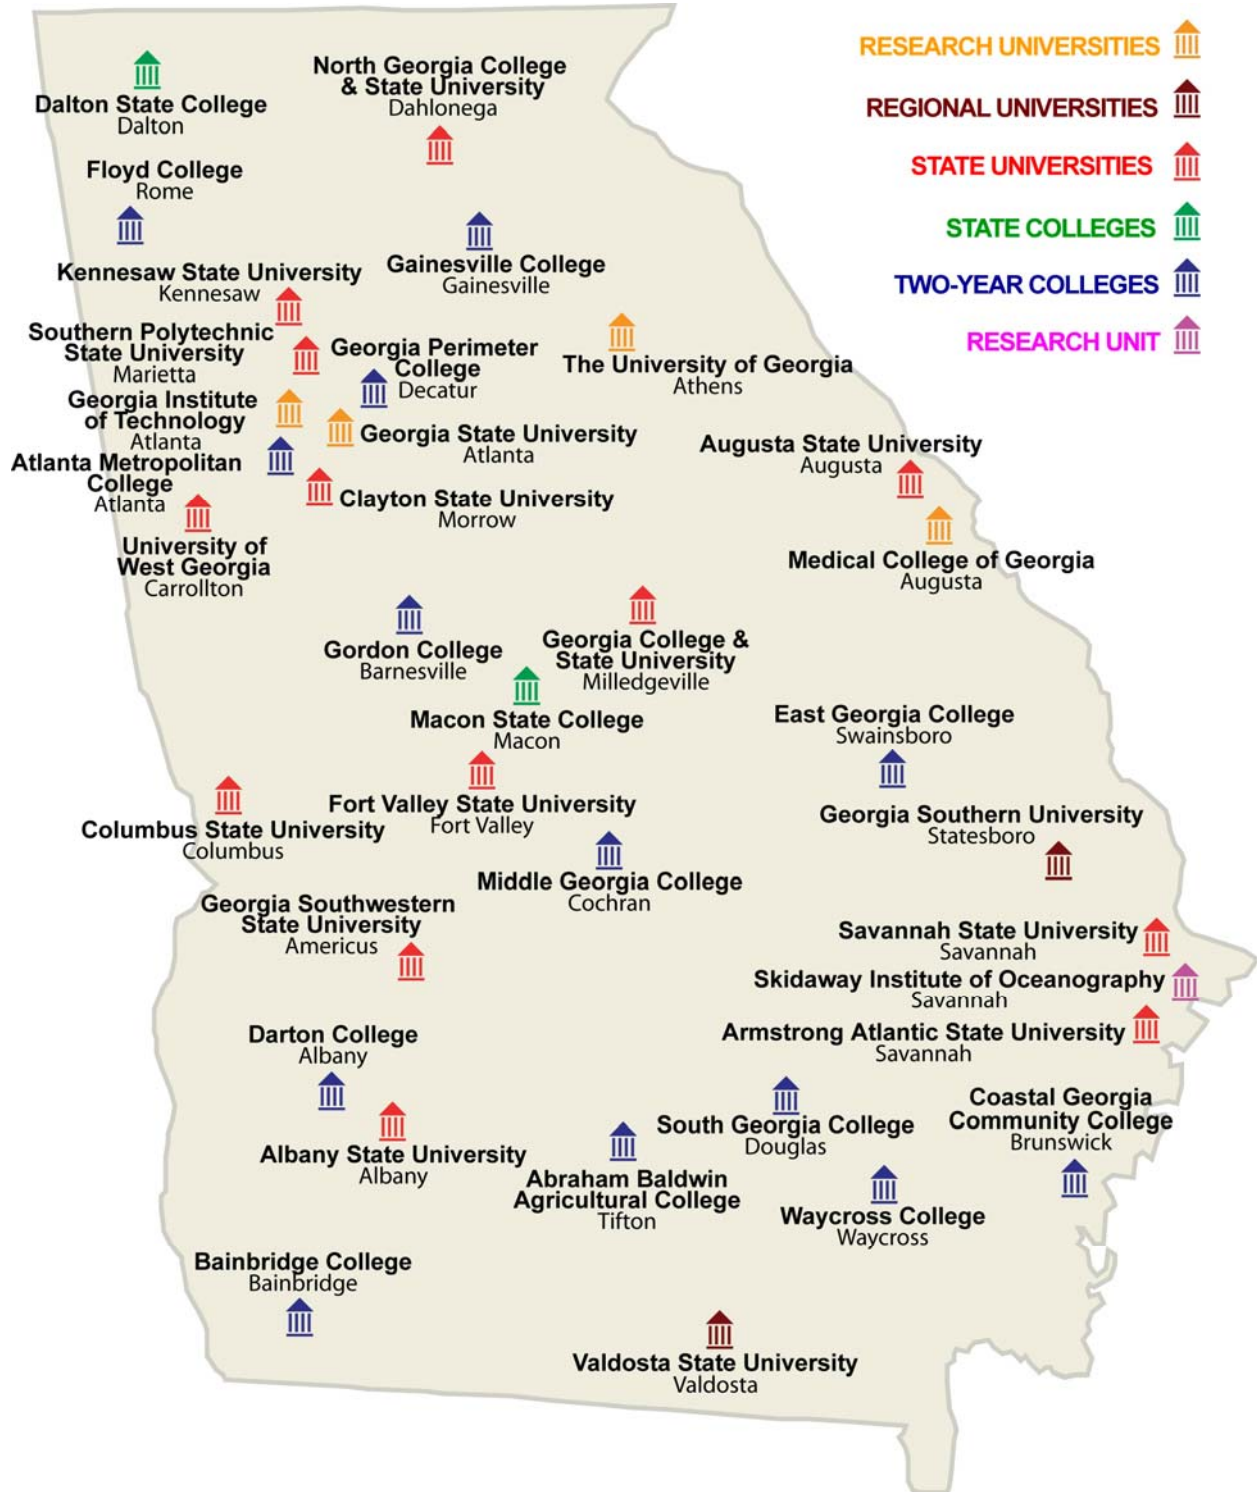 RESEARCH UNIVERSITIES
REGIONAL UNIVERSITIES
STATE UNIVERSITIES
STATE COLLEGES
TWO-YEAR COLLEGES
RESEARCH UNIT
Dalton State College
Dalton
North Georgia College
& State University
Dahlonega
Floyd College
Rome
Gainesville College
Gainesville
Kennesaw State University
Kennesaw
Southern Polytechnic
State University
Marietta
Georgia Perimeter
College
Decatur
The University of Georgia
Athens
Georgia Institute
of Technology
Atlanta
Georgia State University
Atlanta
Augusta State University
Augusta
Atlanta Metropolitan
College
Atlanta
Clayton State University
Morrow
University of
West Georgia
Carrollton
Medical College of Georgia
Augusta
Gordon College
Barnesville
Georgia College &
State University
Milledgeville
Macon State College
Macon
East Georgia College
Swainsboro
Fort Valley State University
Fort Valley
Georgia Southern University
Statesboro
Columbus State University
Columbus
Middle Georgia College
Cochran
Georgia Southwestern
State University
Americus
Savannah State University
Savannah
Skidaway Institute of Oceanography
Savannah
Armstrong Atlantic State University
Savannah
Darton College
Albany
Coastal Georgia
Community College
Brunswick
South Georgia College
Douglas
Albany State University
Albany
Abraham Baldwin
Agricultural College
Tifton
Waycross College
Waycross
Bainbridge College
Bainbridge
Valdosta State University
Valdosta